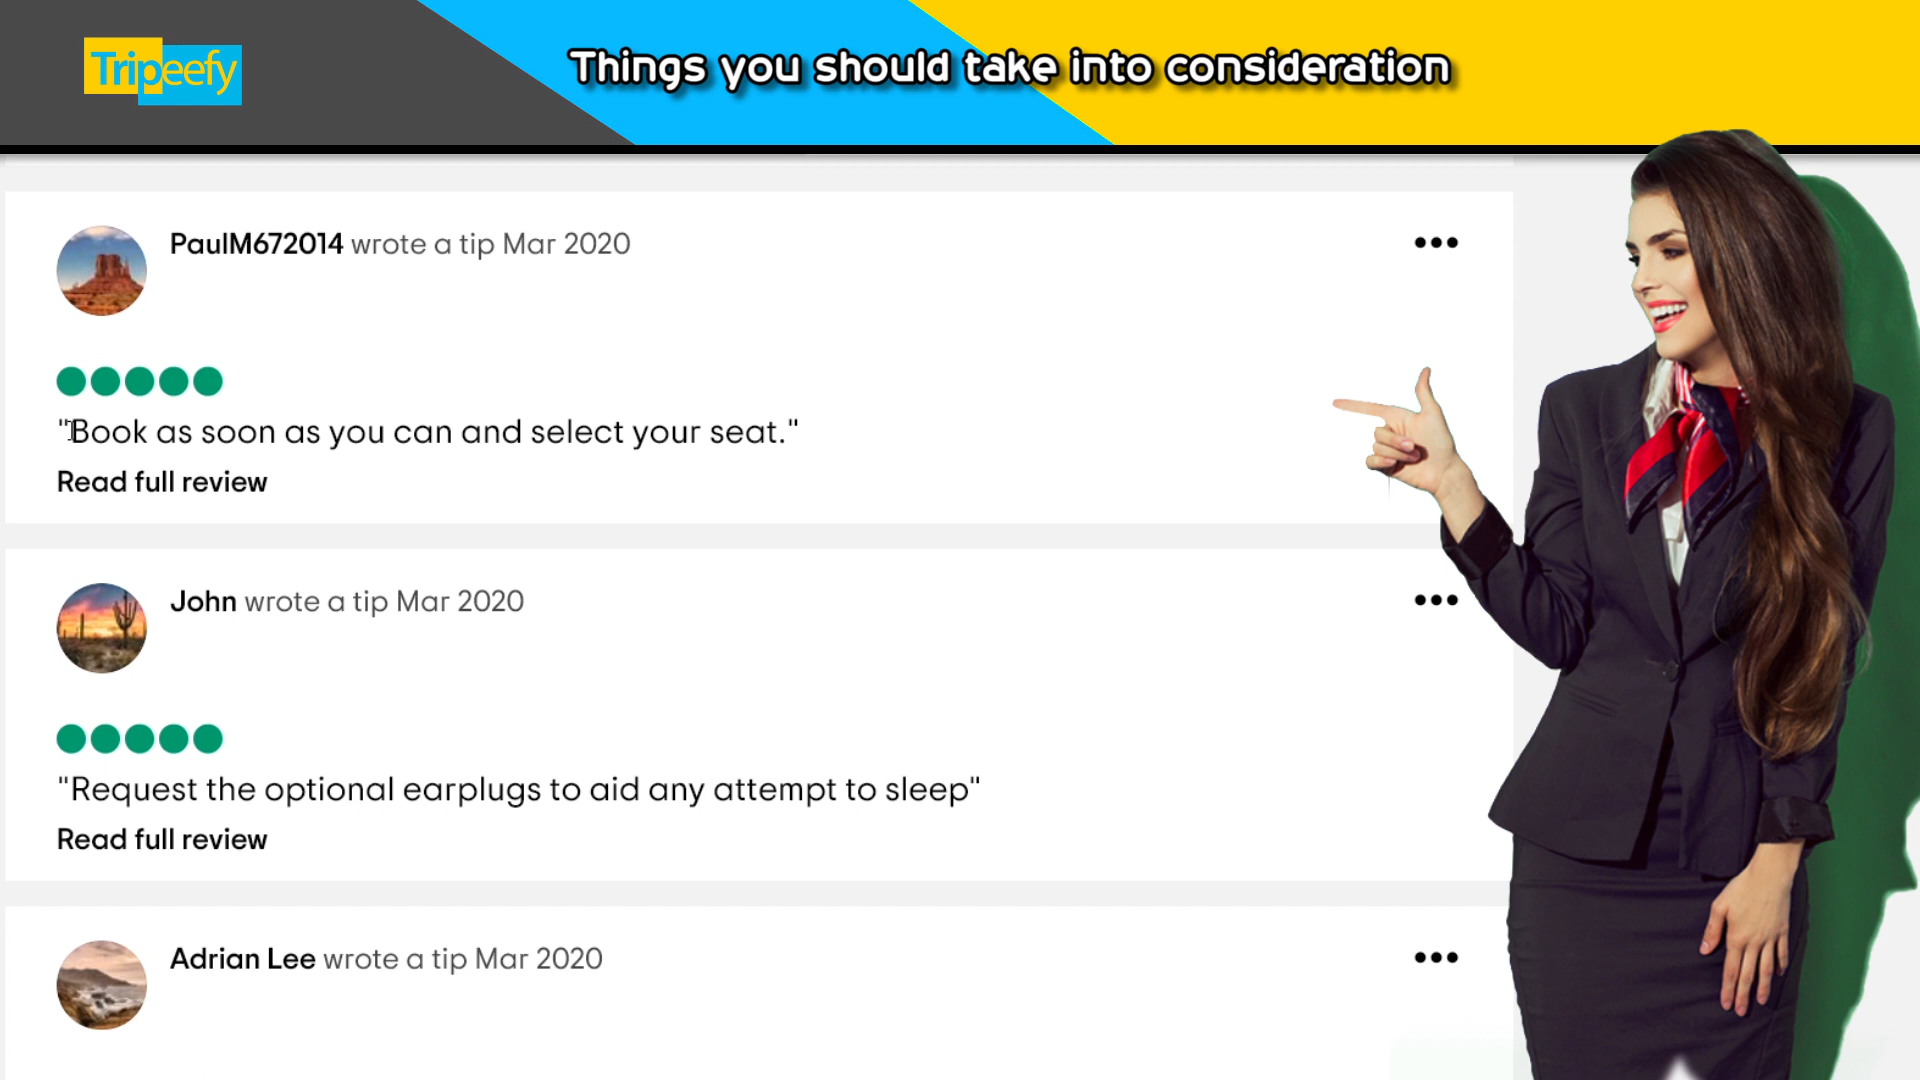 Tripeefy
Things you should take into consideration
PaulM672014 wrote a tip Mar 2020
"Book as soon as you can and select your seat."
Read full review
John wrote a tip Mar 2020
"Request the optional earplugs to aid any attempt to sleep"
Read full review
Adrian Lee wrote a tip Mar 2020